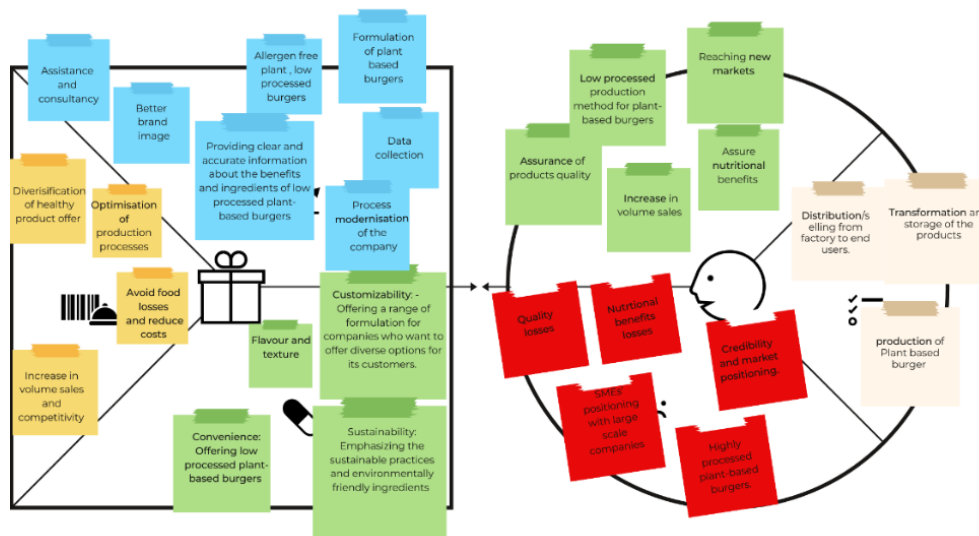 Assistance
and
consultancy
Better
brand
image
Allergen free
plant , low
processed
burgers
Formulation
of plant
based
burgers
Providing clear and
accurate information
about the benefits
and ingredients of low
processed plant-
based burgers
Data
collection
Process
modernisation
of the
company
Diverisification
of healthy
product offer
Optimisation
of
production
processes
Avoid food
losses and reduce
costs
Increase in
volume sales
and
competitivity
Flavour and
texture
Customizability: -
Offering a range of
formulation for
companies who want to
offer diverse options for
its customers.
Convenience:
Offering low
processed plant-
based burgers
Sustainability:
Emphasizing the
sustainable practices
and environmentally
friendly ingredients
Low processed
production
method for plant-
based burgers
Reaching new
markets
Assurance of
products quality
Increase in
volume sales
Assure
nutritional
benefits
Distribution/s
elling from
factory to end
users.
Transformation an
storage of the
products
production of
Plant based
burger
Quality
losses
Nutrtional
benefits
losses
Credibility
and market
positioning.
SMEs
positioning
with large
scale
companies
Highly
processed
plant-based
burgers.